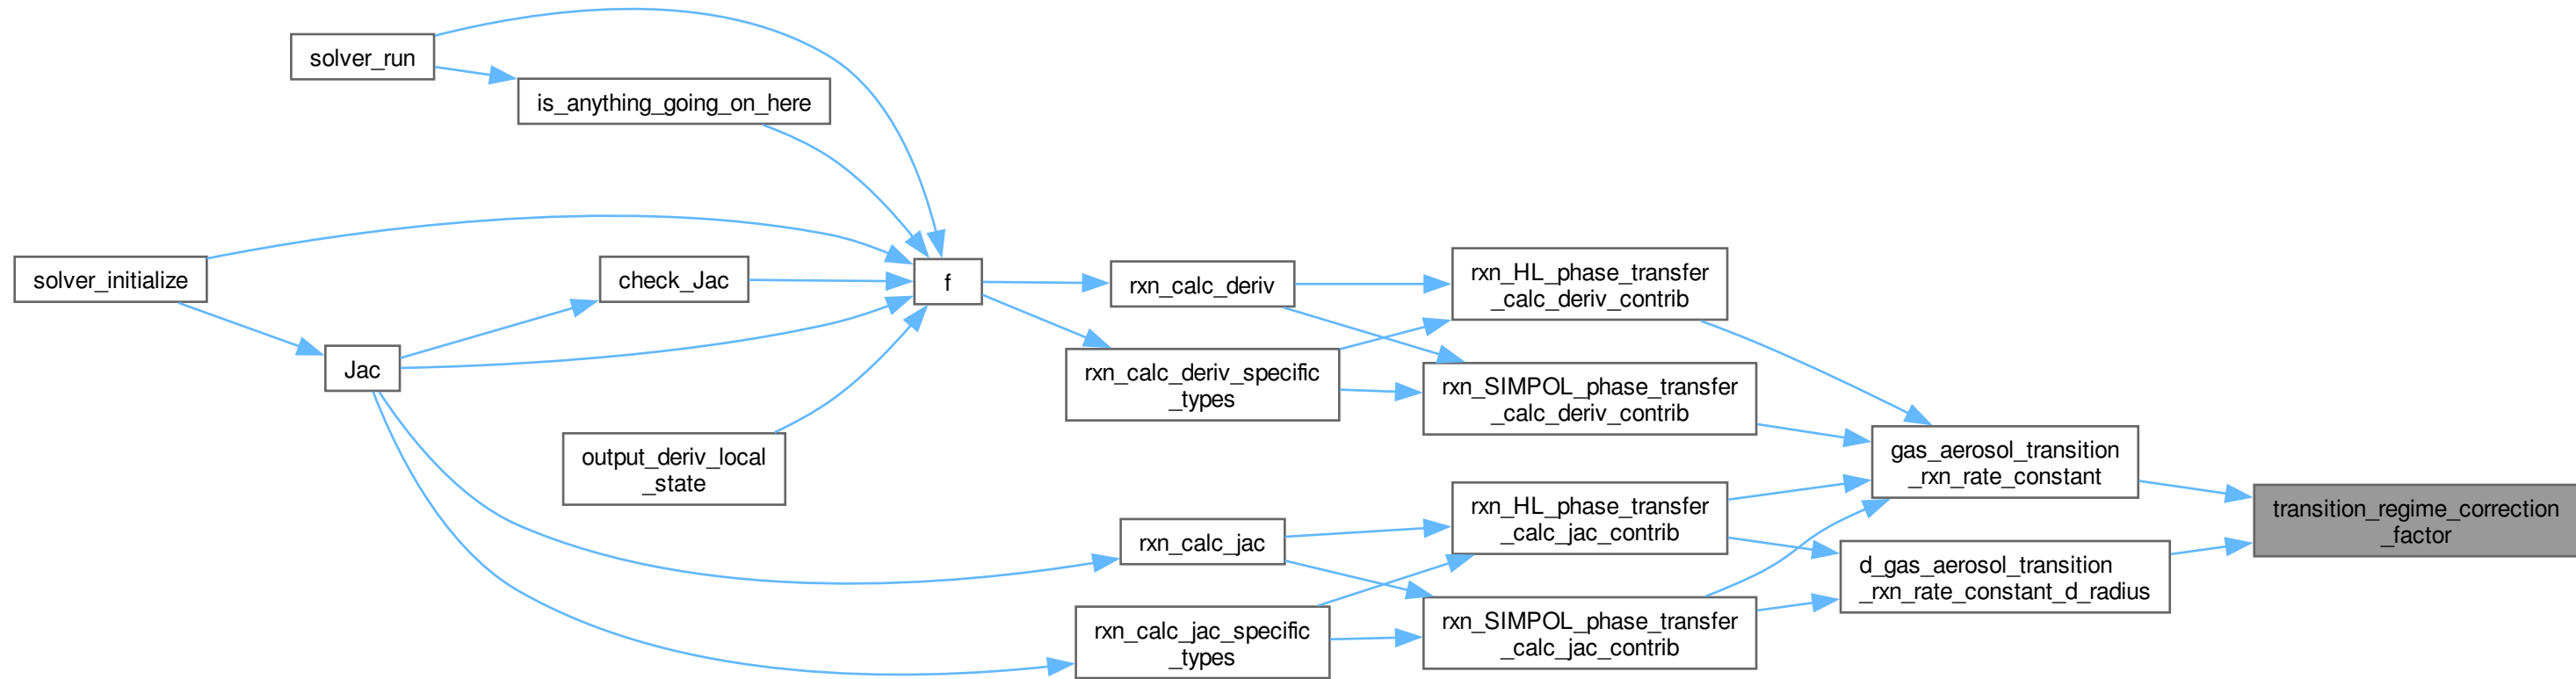 solver_run
is_anything_going_on_here
solver_initialize
check_Jac
f
Jac
output_deriv_local
_state
rxn_calc_deriv
rxn_calc_deriv_specific
_types
rxn_calc_jac
rxn_calc_jac_specific
_types
rxn_HL_phase_transfer
_calc_deriv_contrib
rxn_SIMPOL_phase_transfer
_calc_deriv_contrib
rxn_HL_phase_transfer
_calc_jac_contrib
rxn_SIMPOL_phase_transfer
_calc_jac_contrib
gas_aerosol_transition
_rxn_rate_constant
d_gas_aerosol_transition
_rxn_rate_constant_d_radius
transition_regime_correction
_factor